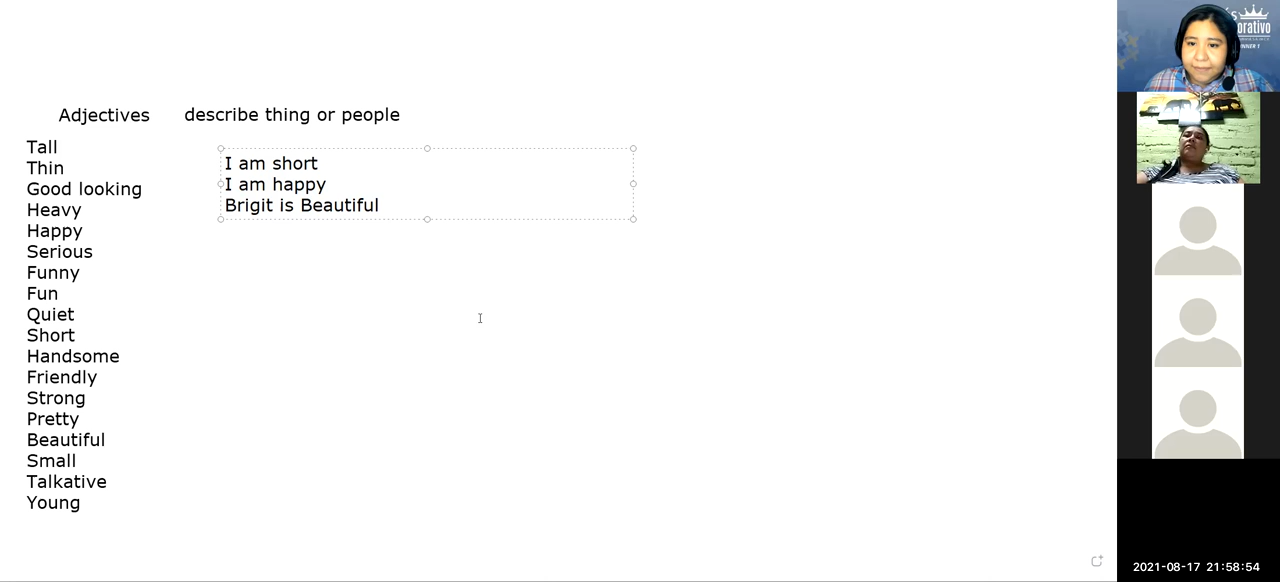 Adjectives describe thing or people
Tall
Thin
Good looking
Heavy
Happy
Serious
Funny
Fun
Quiet
Short
Handsome
Friendly
Strong
Pretty
Beautiful
Small
Talkative
Young
I am short
I am happy
Brigit is Beautiful
2021-08-17 21:58:54